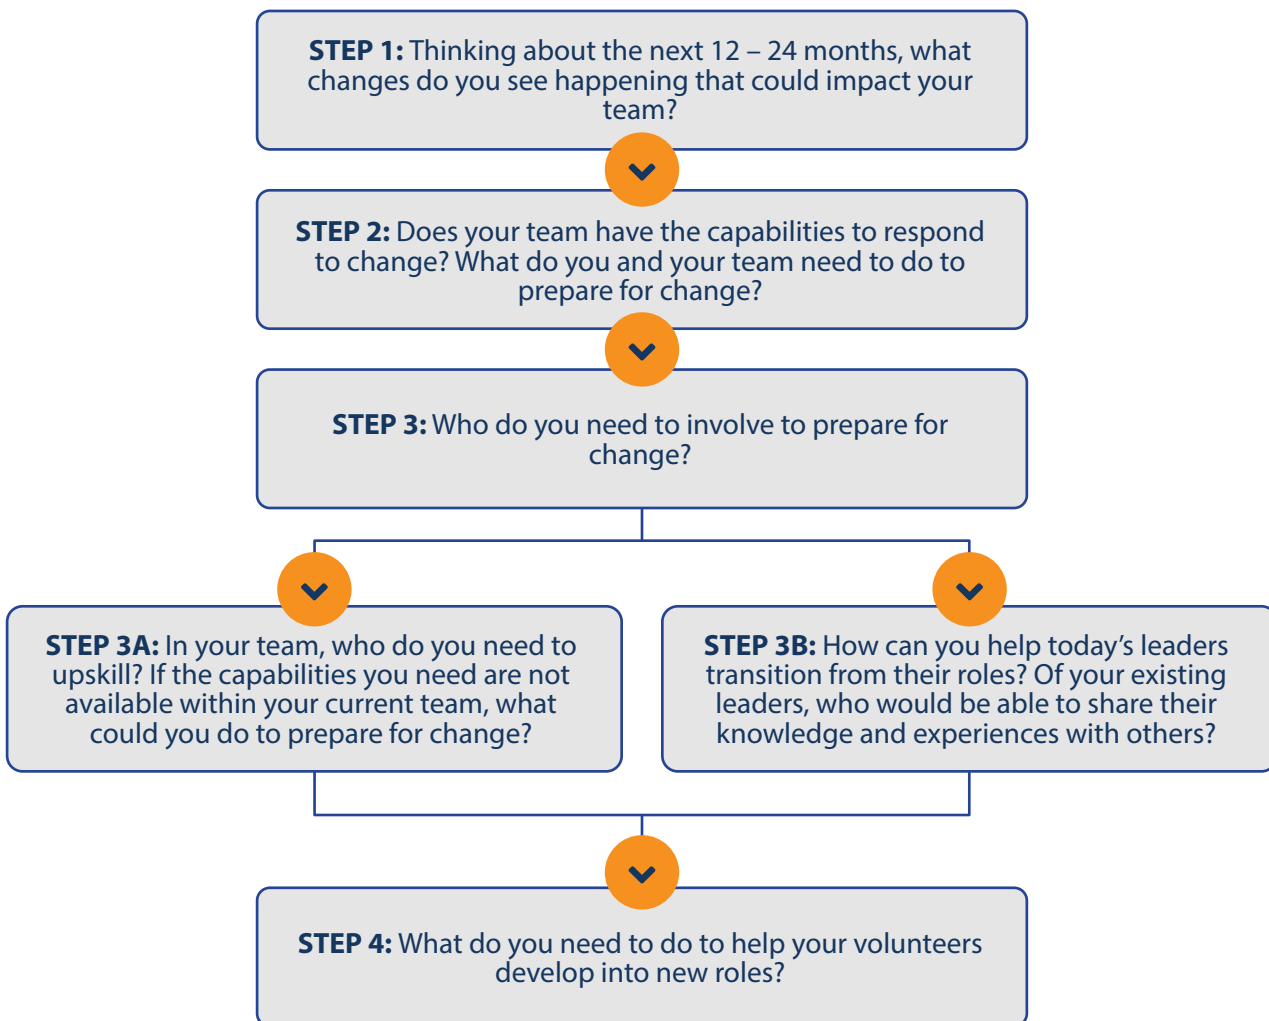 STEP 1: Thinking about the next 12 – 24 months, what
changes do you see happening that could impact your
team?
STEP 2: Does your team have the capabilities to respond
to change? What do you and your team need to do to
prepare for change?
STEP 3: Who do you need to involve to prepare for
change?
STEP 3A: In your team, who do you need to
upskill? If the capabilities you need are not
available within your current team, what
could you do to prepare for change?
STEP 3B: How can you help today’s leaders
transition from their roles? Of your existing
leaders, who would be able to share their
knowledge and experiences with others?
STEP 4: What do you need to do to help your volunteers
develop into new roles?